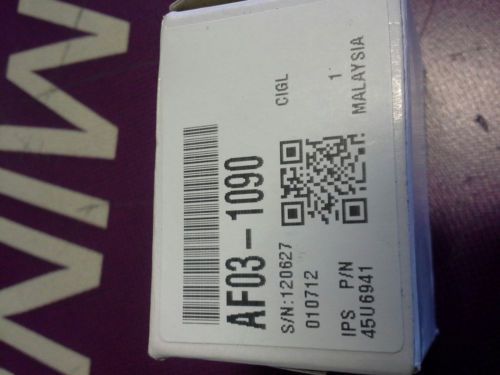 AF03-1090
S/N:120627 CIGL
010712
IPS P/N 1
45U6941 MALAYSIA